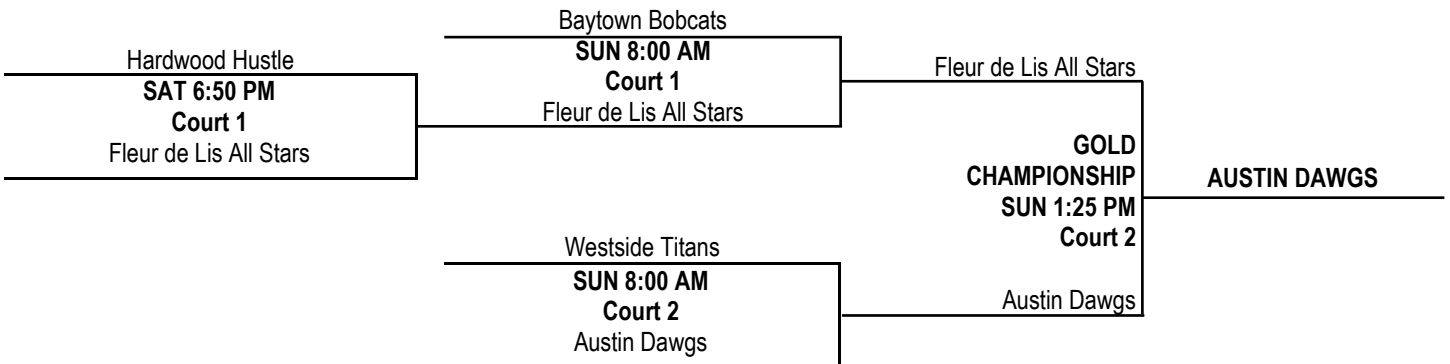 Hardwood Hustle
SAT 6:50 PM
Court 1
Fleur de Lis All Stars
Baytown Bobcats
SUN 8:00 AM
Court 1
Fleur de Lis All Stars
Westside Titans
SUN 8:00 AM
Court 2
Austin Dawgs
Fleur de Lis All Stars
GOLD
CHAMPIONSHIP
SUN 1:25 PM
Court 2
Austin Dawgs
AUSTIN DAWGS